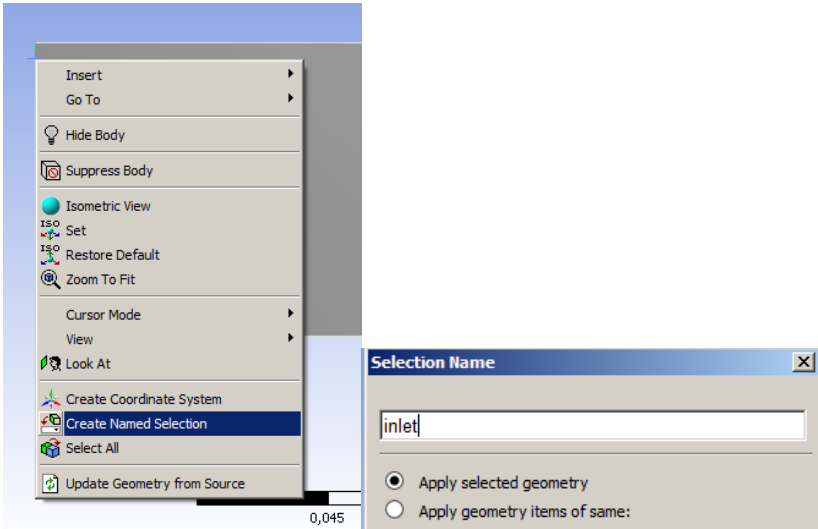 Insert
Go To
Hide Body
Suppress Body
Isometric View
ISO
Set
ISO
Restore Default
Zoom To Fit
Cursor Mode
View
Look At
Create Coordinate System
Create Named Selection
Select All
Update Geometry from Source
0,045
Selection Name
inlet
Apply selected geometry
Apply geometry items of same: